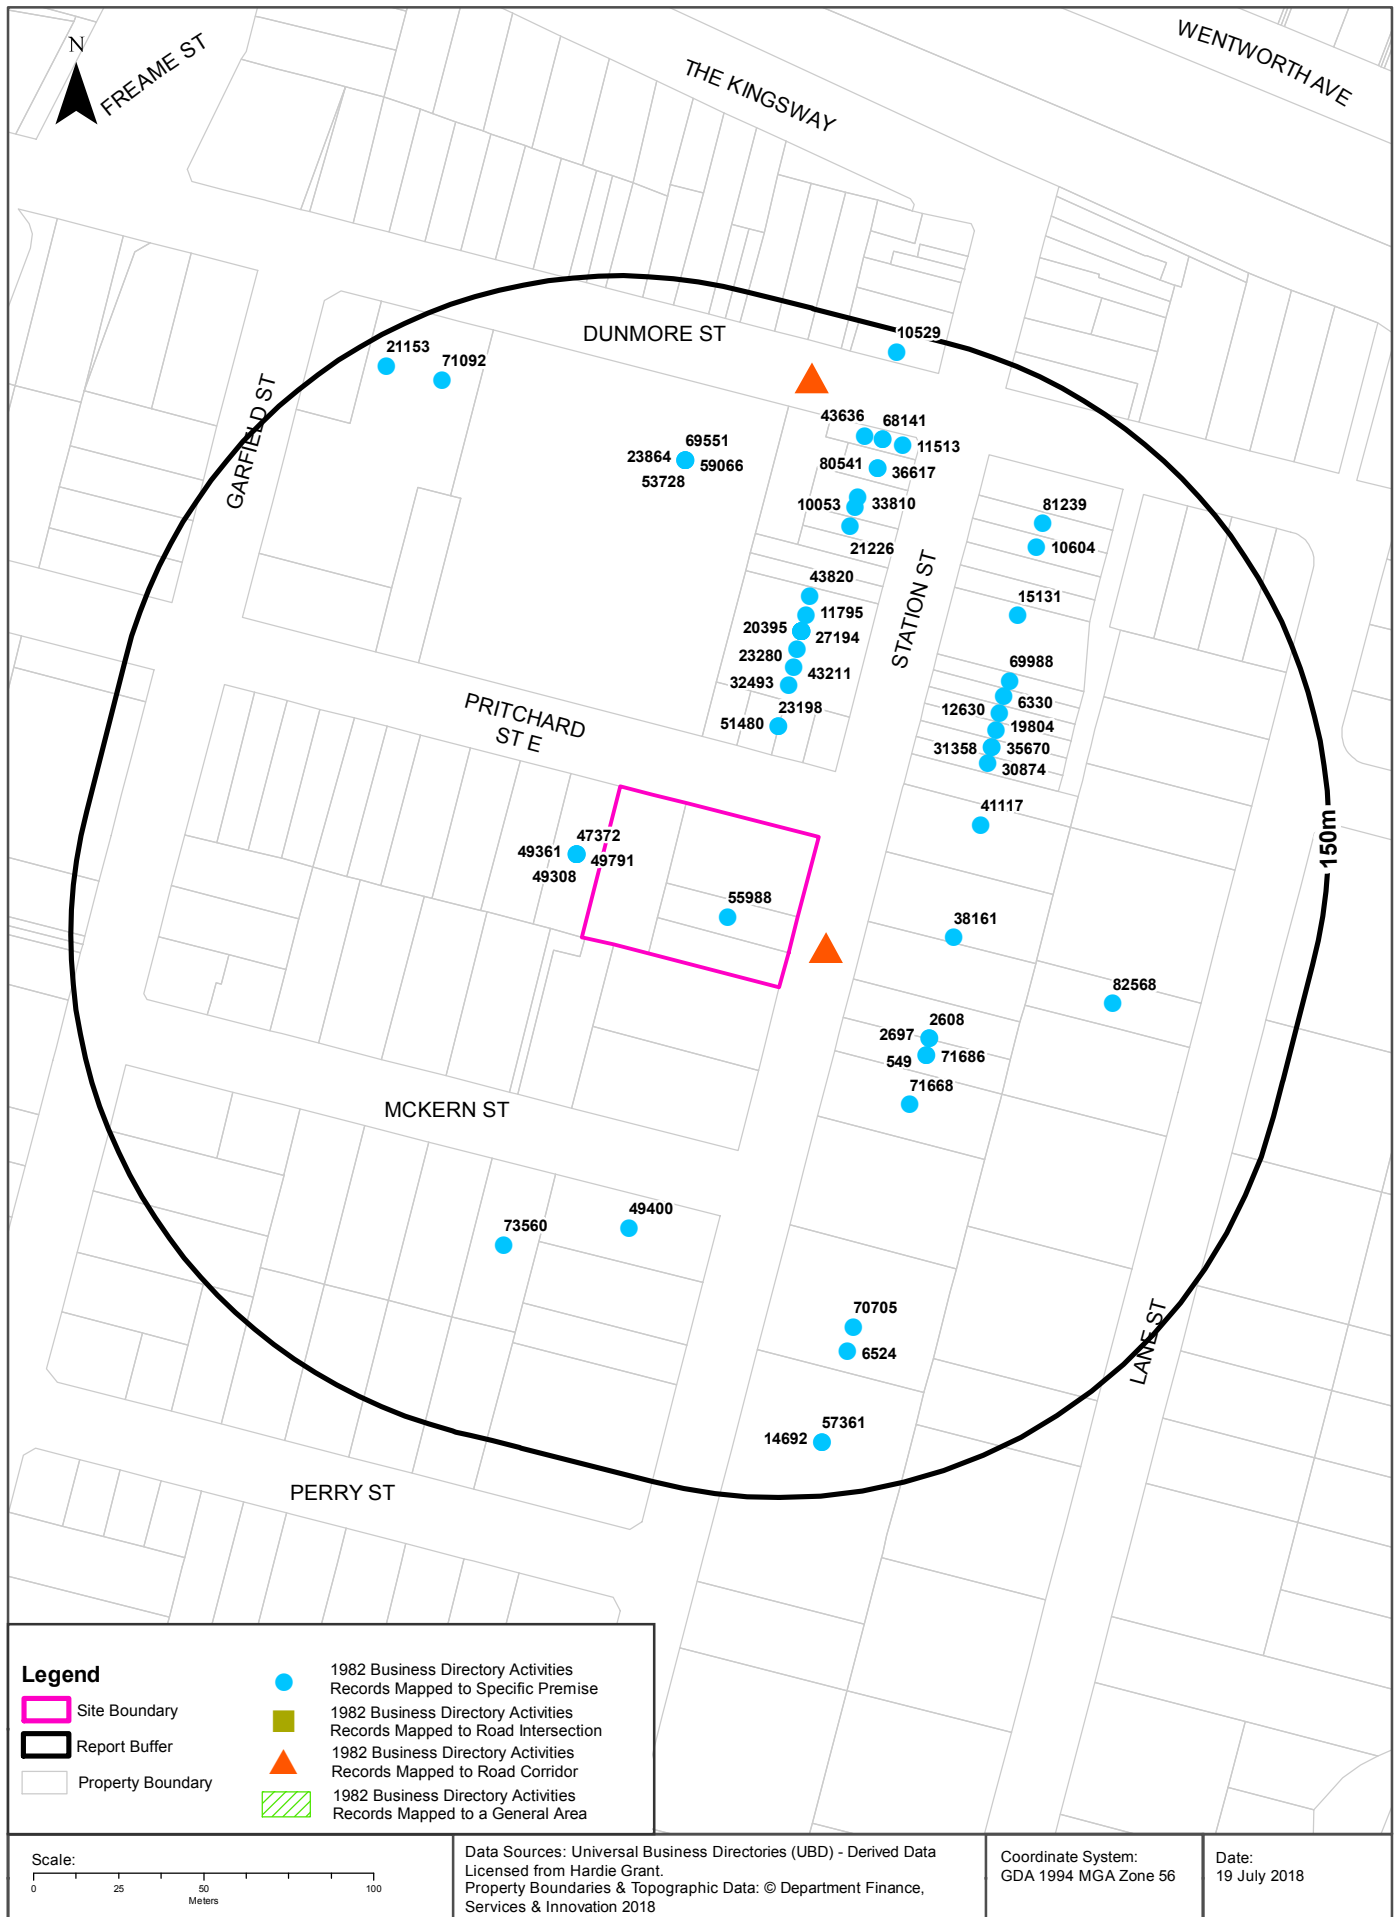 N
FREAME ST
THE KINGSWAY
WENTWORTH AVE
DUNMORE ST
10529
21153
71092
GARFIELD ST
43636
68141
11513
69551
23864
59066
53728
80541
36617
10053
33810
21226
81239
10604
STATION ST
43820
11795
15131
20395
27194
23280
43211
32493
23198
51480
69988
6330
12630
19804
31358
35670
30874
PRITCHARD
ST E
41117
150m
47372
49361
49791
49308
55988
38161
82568
2608
2697
549
71686
71668
MCKERN ST
49400
73560
70705
6524
LANE ST
57361
14692
PERRY ST
Legend
Site Boundary
Report Buffer
Property Boundary
1982 Business Directory Activities
Records Mapped to Specific Premise
1982 Business Directory Activities
Records Mapped to Road Intersection
1982 Business Directory Activities
Records Mapped to Road Corridor
1982 Business Directory Activities
Records Mapped to a General Area
Scale:
0 25 50 100
Meters
Data Sources: Universal Business Directories (UBD) - Derived Data
Licensed from Hardie Grant.
Property Boundaries & Topographic Data: © Department Finance,
Services & Innovation 2018
Coordinate System:
GDA 1994 MGA Zone 56
Date:
19 July 2018